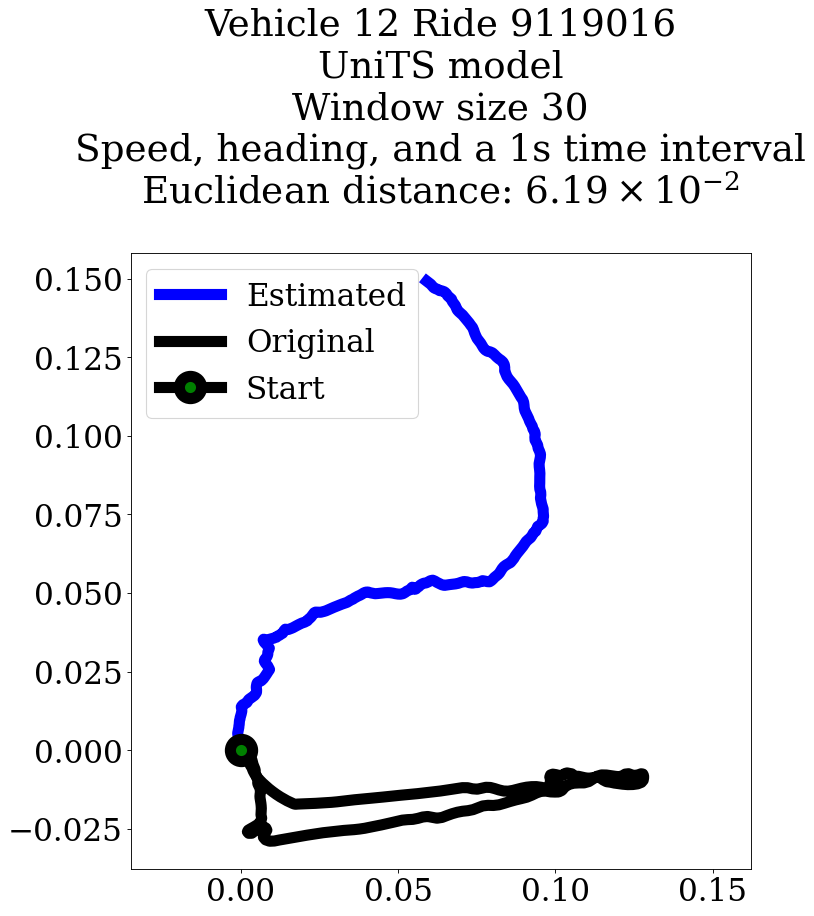 Vehicle 12 Ride 9119016
UniTS model
Window size 30
Speed, heading, and a 1s time interval
Euclidean distance: 6.19 × 10⁻²
0.150
0.125
0.100
0.075
0.050
0.025
0.000
−0.025
Estimated
Original
Start
0.00 0.05 0.10 0.15